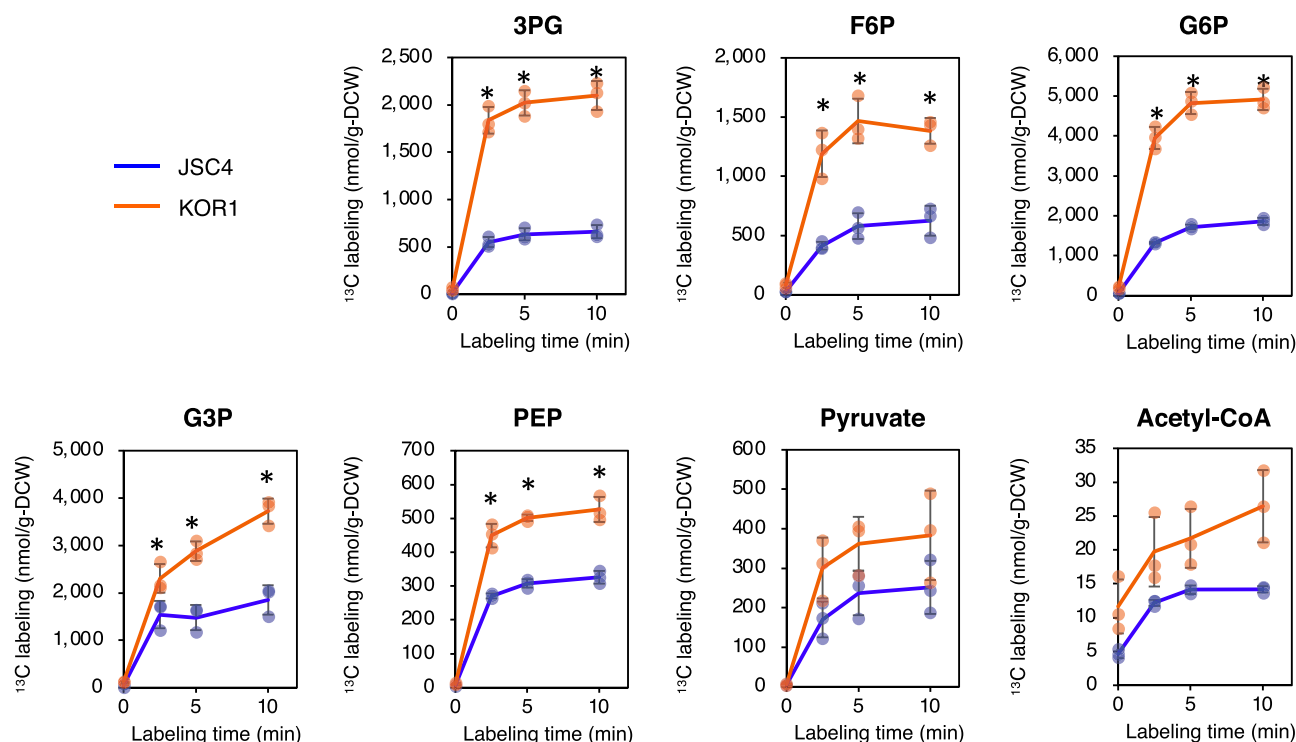 3PG
F6P
G6P
JSC4
KOR1
¹³C labeling (nmol/g-DCW)
2,500
2,000
1,500
1,000
500
0
* * *
0 5 10
Labeling time (min)
¹³C labeling (nmol/g-DCW)
2,000
1,500
1,000
500
0
* * *
0 5 10
Labeling time (min)
¹³C labeling (nmol/g-DCW)
6,000
5,000
4,000
3,000
2,000
1,000
0
* * *
0 5 10
Labeling time (min)
G3P
¹³C labeling (nmol/g-DCW)
5,000
4,000
3,000
2,000
1,000
0
* * *
0 5 10
Labeling time (min)
PEP
¹³C labeling (nmol/g-DCW)
700
600
500
400
300
200
100
0
* * *
0 5 10
Labeling time (min)
Pyruvate
¹³C labeling (nmol/g-DCW)
600
500
400
300
200
100
0
0 5 10
Labeling time (min)
Acetyl-CoA
¹³C labeling (nmol/g-DCW)
35
30
25
20
15
10
5
0
0 5 10
Labeling time (min)